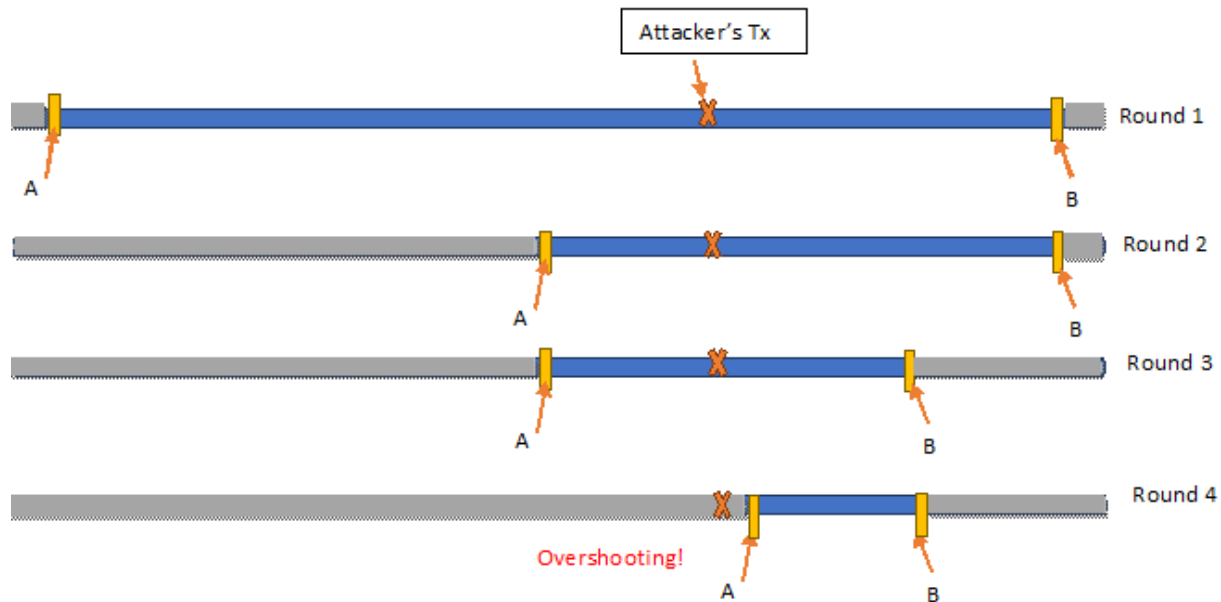 Attacker's Tx
Round 1
A
B
Round 2
A
B
Round 3
A
B
Round 4
Overshooting!
A
B